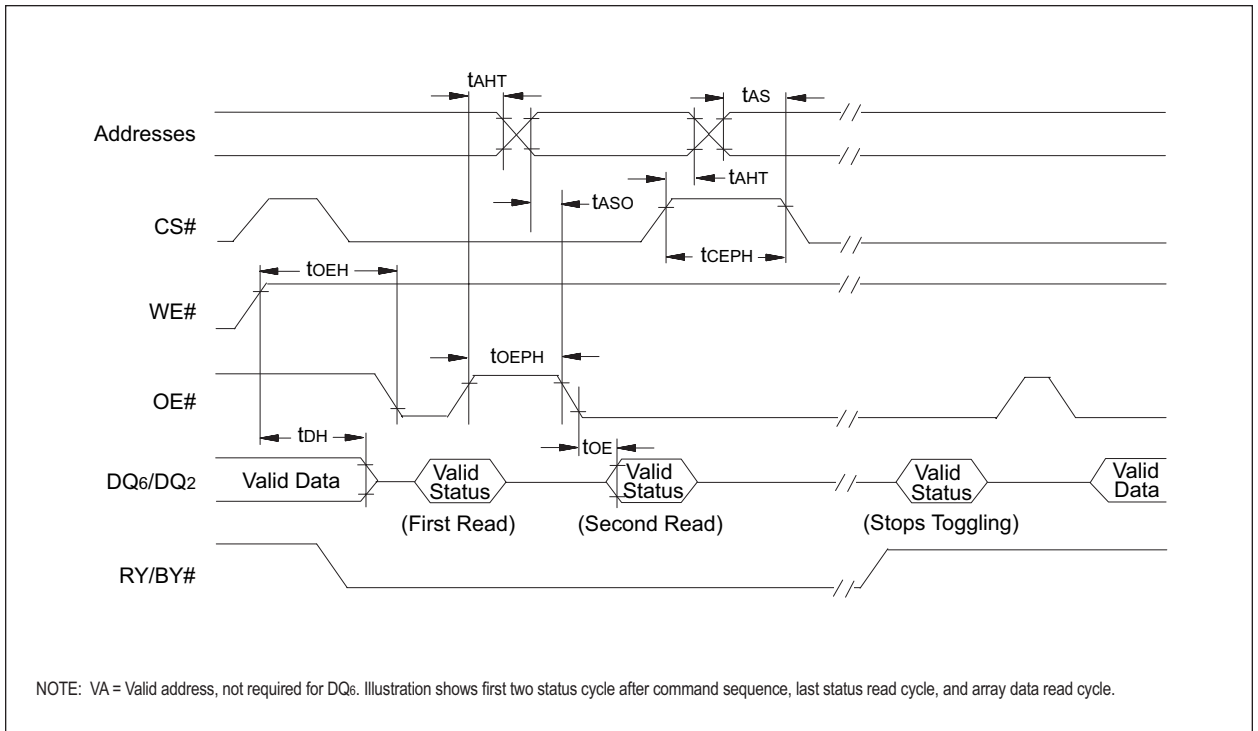 tAHT
tAS
Addresses
tAHT
tASO
CS#
tCEPH
tOEH
WE#
tOEPH
OE#
tDH
tOE
DQ6/DQ2
Valid Data
Valid
Status
Valid
Status
Valid
Status
Valid
Data
(First Read)
(Second Read)
(Stops Toggling)
RY/BY#
NOTE: VA = Valid address, not required for DQ6. Illustration shows first two status cycle after command sequence, last status read cycle, and array data read cycle.